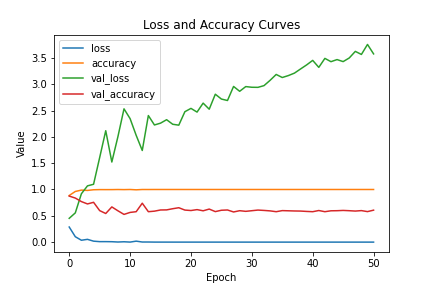 Loss and Accuracy Curves
loss
accuracy
val_loss
val_accuracy
3.5
3.0
2.5
2.0
1.5
1.0
0.5
0.0
Value
0 10 20 30 40 50
Epoch